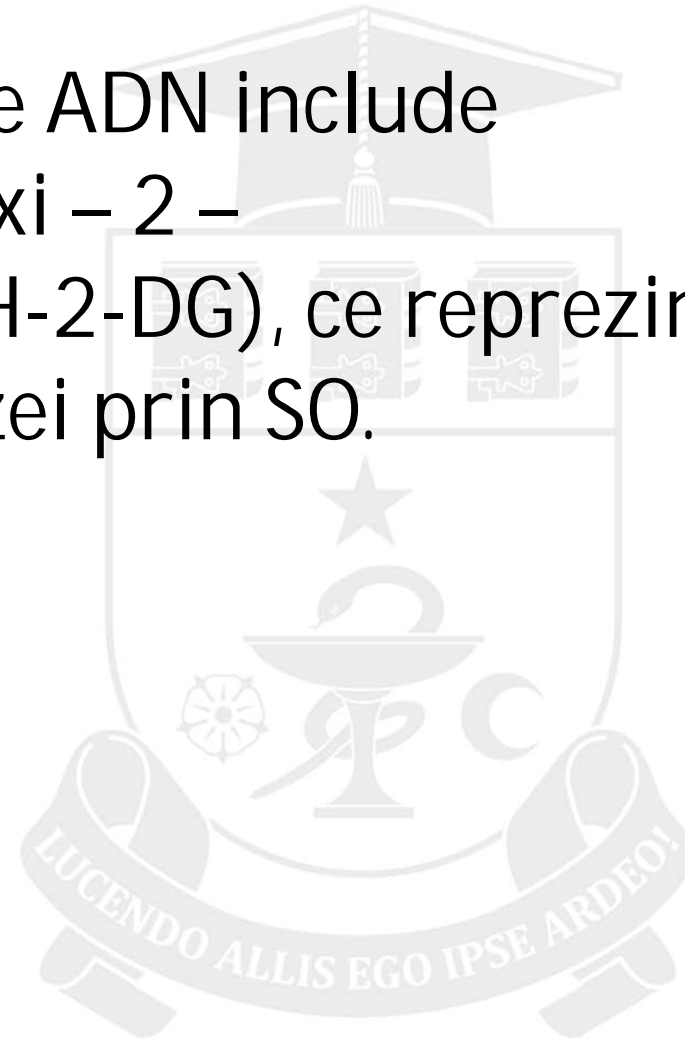 e ADN include
xi – 2 –
H-2-DG), ce reprezin
zei prin SO.
LUCENDO ALLIS EGO IPSE ARDEO!